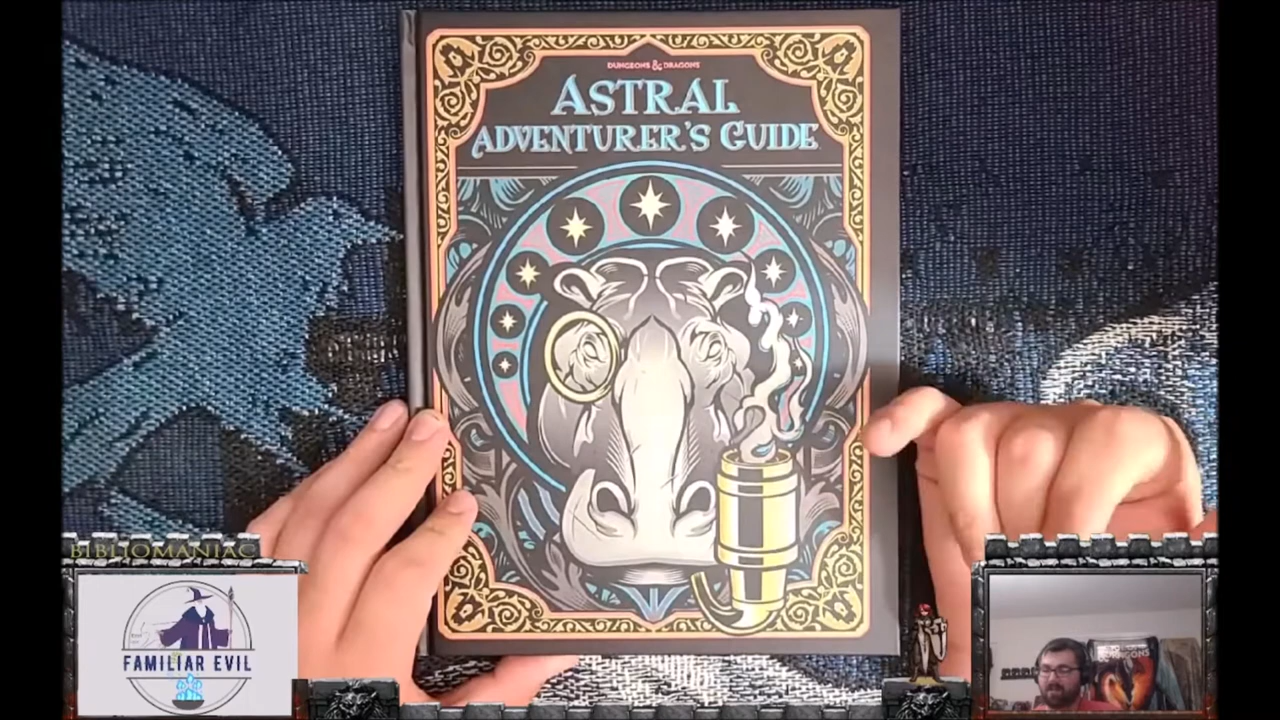 DUNGEONS & DRAGONS
ASTRAL
ADVENTURER'S GUIDE
BIBLIOMANIAC
FAMILIAR EVIL